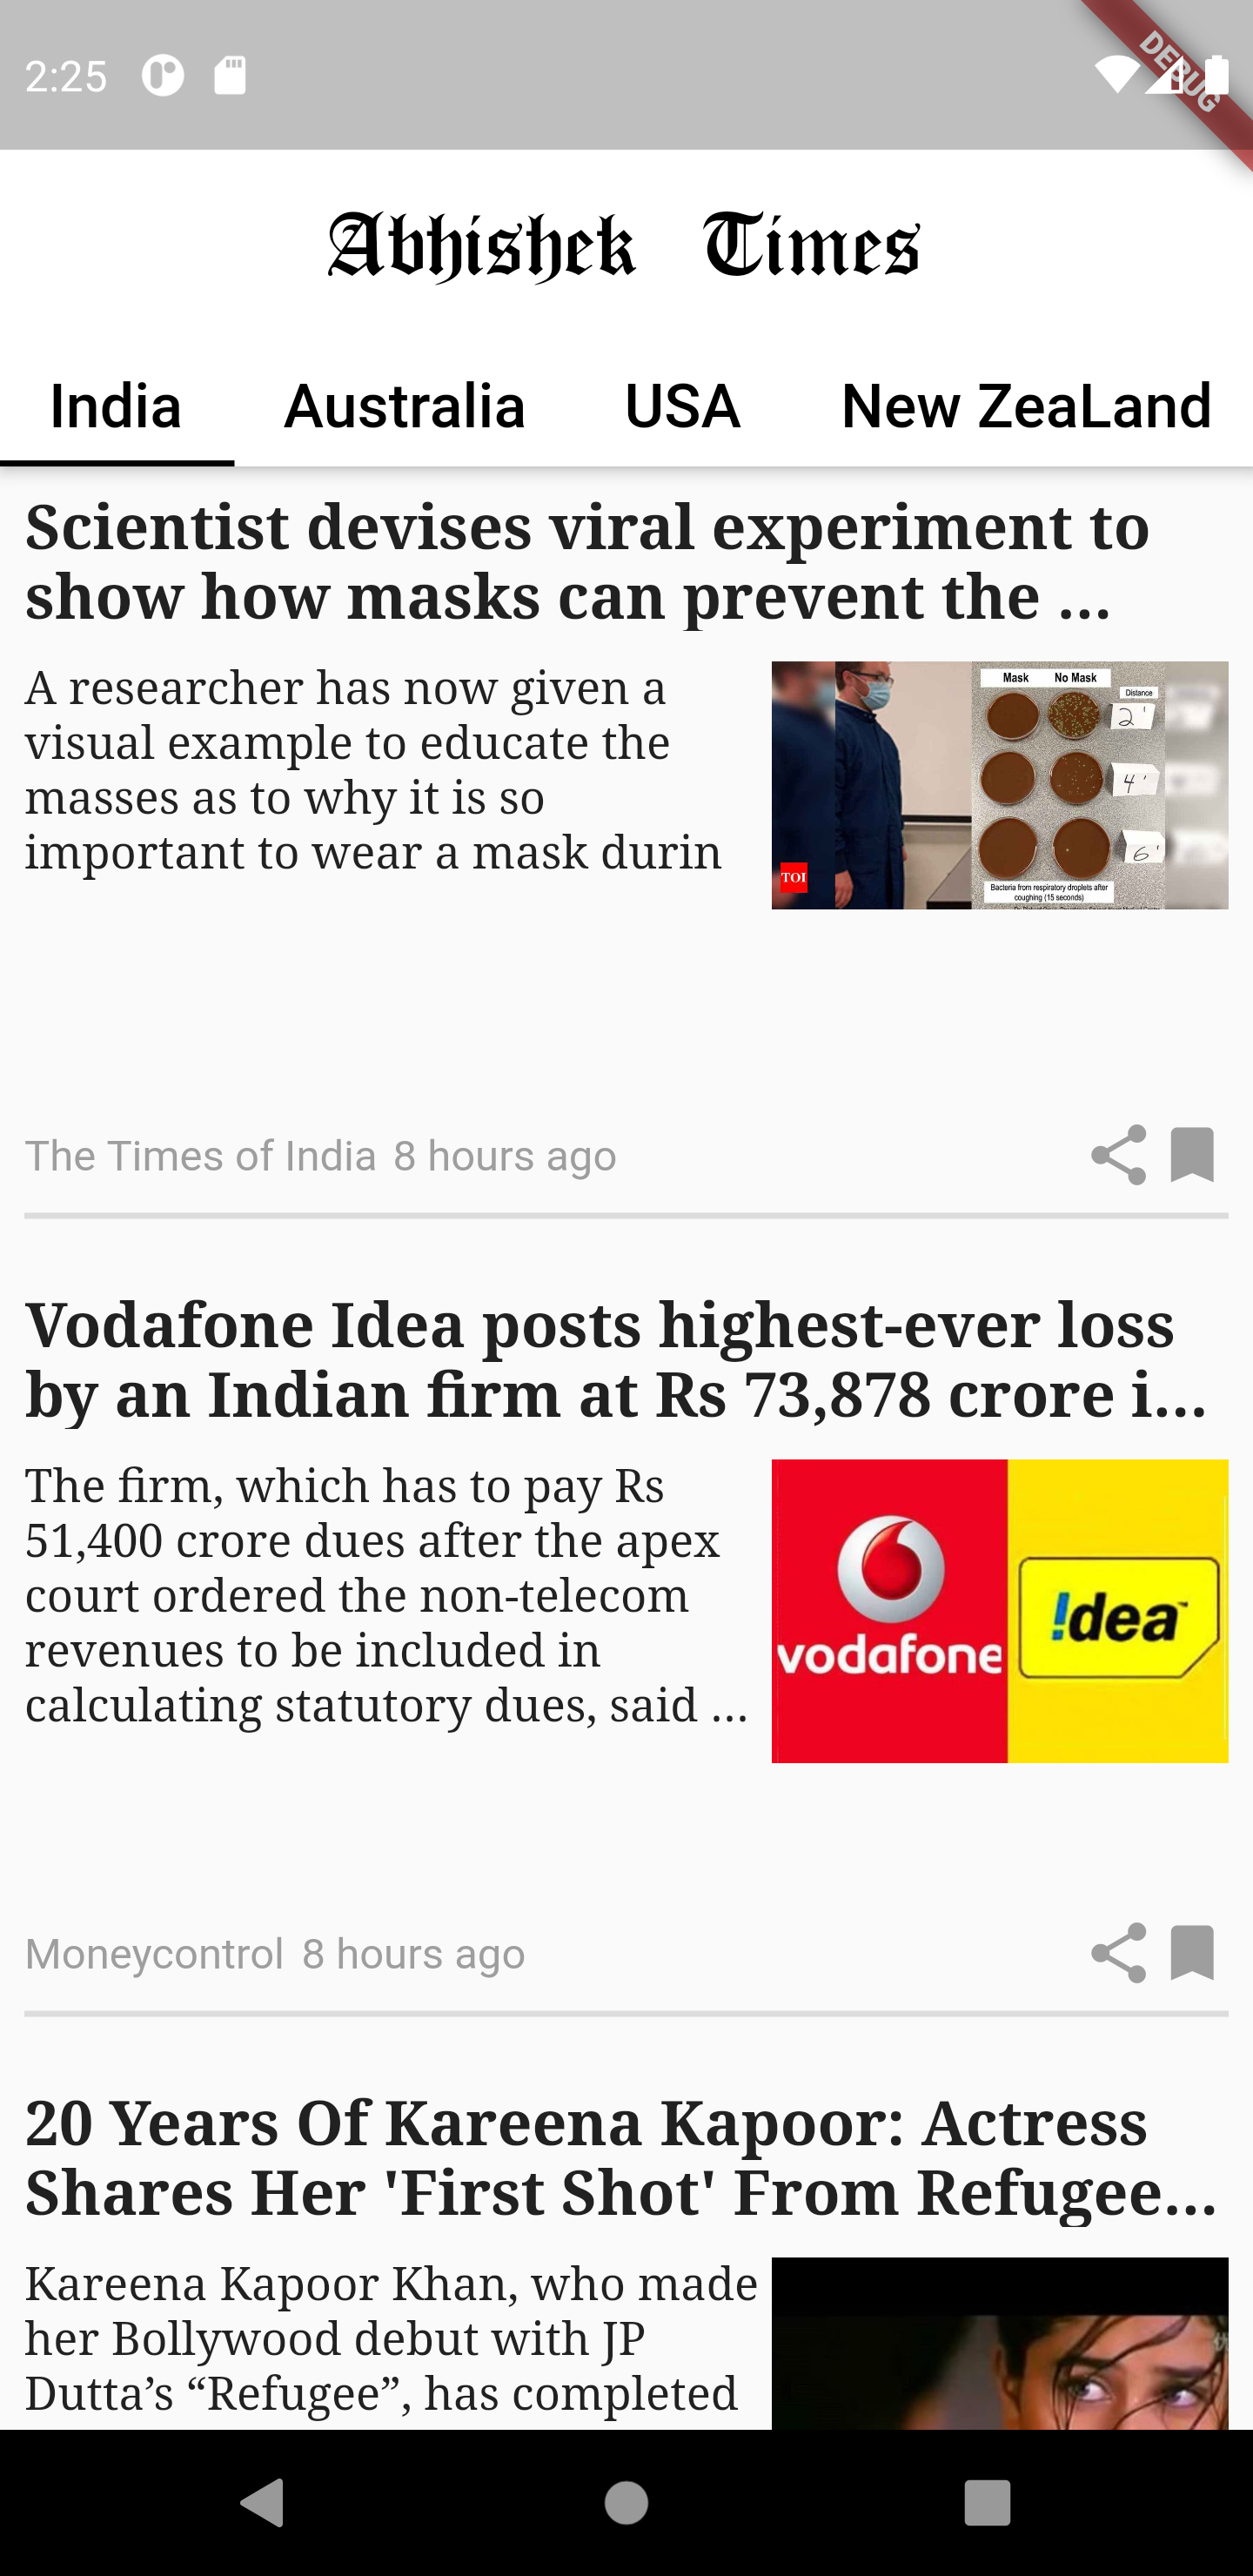 2:25
DEBUG
Abhishek Times
India Australia USA New ZeaLand
Scientist devises viral experiment to
show how masks can prevent the ...
A researcher has now given a
visual example to educate the
masses as to why it is so
important to wear a mask durin
Mask No Mask
Distance
2'
4'
6'
TOI
Bacteria from respiratory droplets after
coughing (15 seconds)
The Times of India 8 hours ago
Vodafone Idea posts highest-ever loss
by an Indian firm at Rs 73,878 crore i...
The firm, which has to pay Rs
51,400 crore dues after the apex
court ordered the non-telecom
revenues to be included in
calculating statutory dues, said ...
vodafone
!dea™
Moneycontrol 8 hours ago
20 Years Of Kareena Kapoor: Actress
Shares Her 'First Shot' From Refugee...
Kareena Kapoor Khan, who made
her Bollywood debut with JP
Dutta’s “Refugee”, has completed